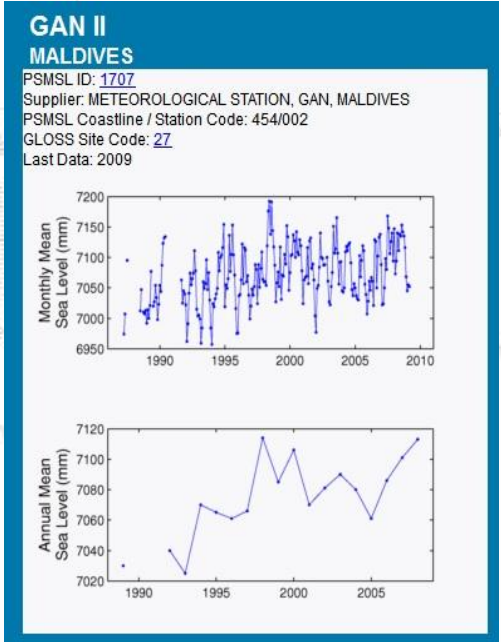 GAN II
MALDIVES
PSMSL ID: 1707
Supplier: METEOROLOGICAL STATION, GAN, MALDIVES
PSMSL Coastline / Station Code: 454/002
GLOSS Site Code: 27
Last Data: 2009
Monthly Mean
Sea Level (mm)
7200
7150
7100
7050
7000
6950
1990 1995 2000 2005 2010
Annual Mean
Sea Level (mm)
7120
7100
7080
7060
7040
7020
1990 1995 2000 2005